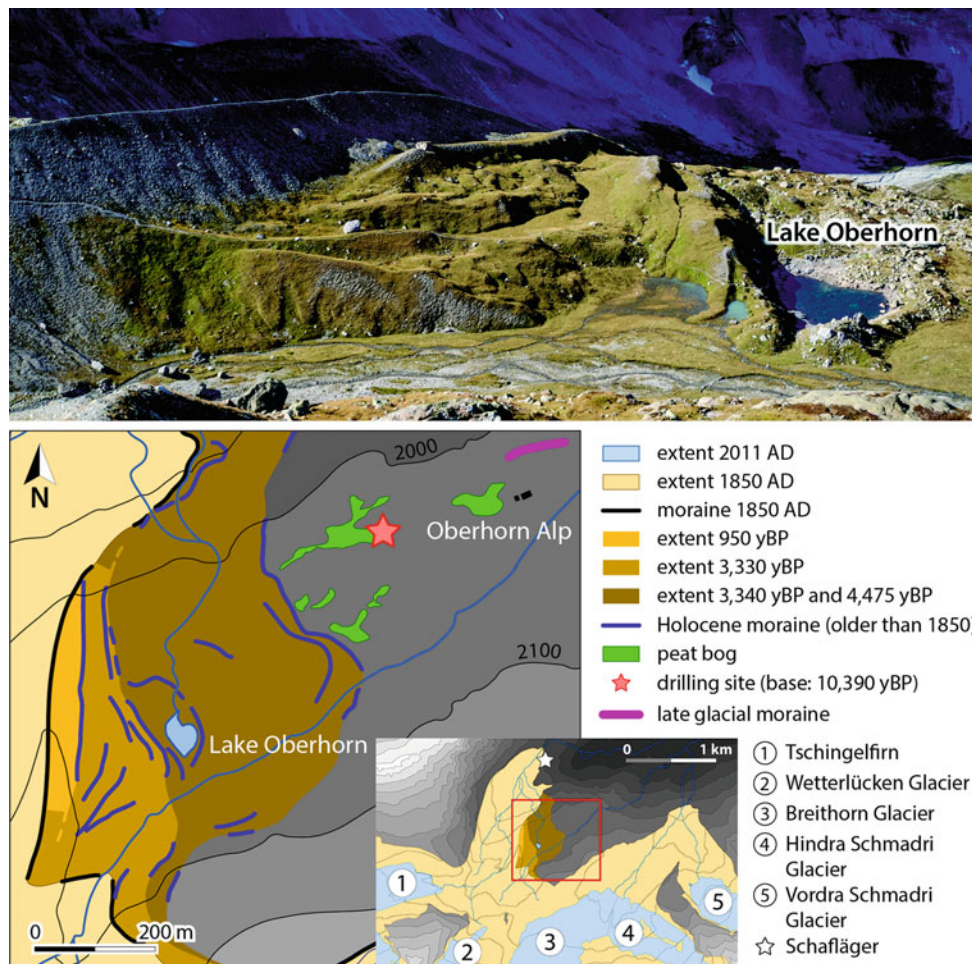 Lake Oberhorn
N
2000
Oberhorn Alp
2100
Lake Oberhorn
0 200 m
extent 2011 AD
extent 1850 AD
moraine 1850 AD
extent 950 yBP
extent 3,330 yBP
extent 3,340 yBP and 4,475 yBP
Holocene moraine (older than 1850)
peat bog
drilling site (base: 10,390 yBP)
late glacial moraine
0 1 km
1
2
3
4
5
1 Tschingelfirn
2 Wetterlücken Glacier
3 Breithorn Glacier
4 Hindra Schmadri
Glacier
5 Vordra Schmadri
Glacier
Schafläger